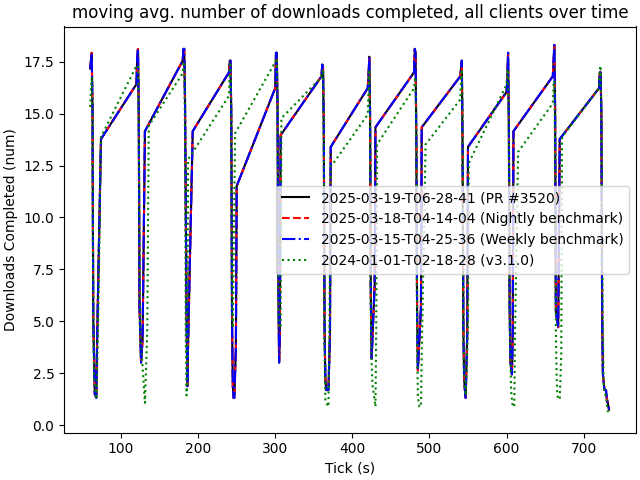 moving avg. number of downloads completed, all clients over time
Downloads Completed (num)
17.5
15.0
12.5
10.0
7.5
5.0
2.5
0.0
2025-03-19-T06-28-41 (PR #3520)
2025-03-18-T04-14-04 (Nightly benchmark)
2025-03-15-T04-25-36 (Weekly benchmark)
2024-01-01-T02-18-28 (v3.1.0)
100 200 300 400 500 600 700
Tick (s)